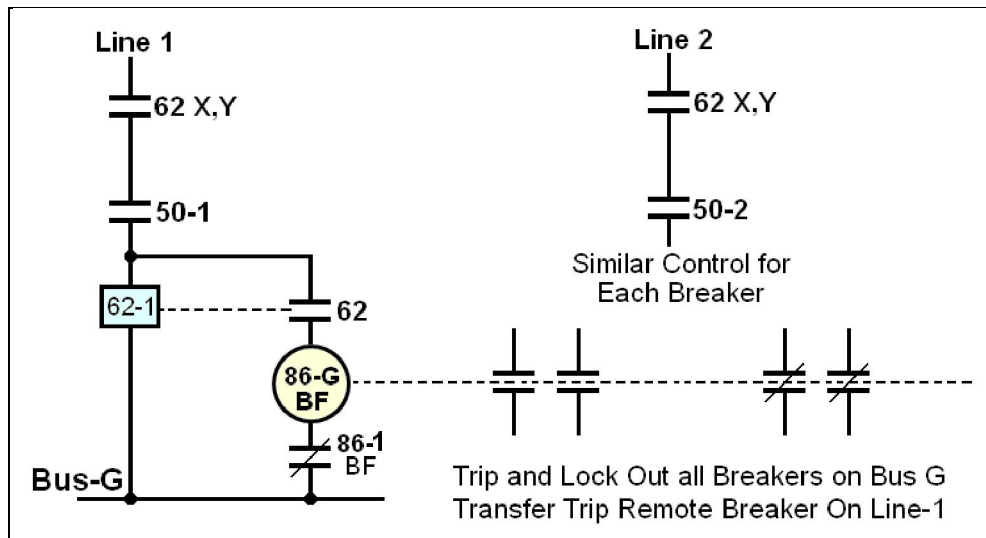 Line 1
62 X,Y
50-1
62-1
62
86-G
BF
86-1
BF
Bus-G
Line 2
62 X,Y
50-2
Similar Control for
Each Breaker
Trip and Lock Out all Breakers on Bus G
Transfer Trip Remote Breaker On Line-1